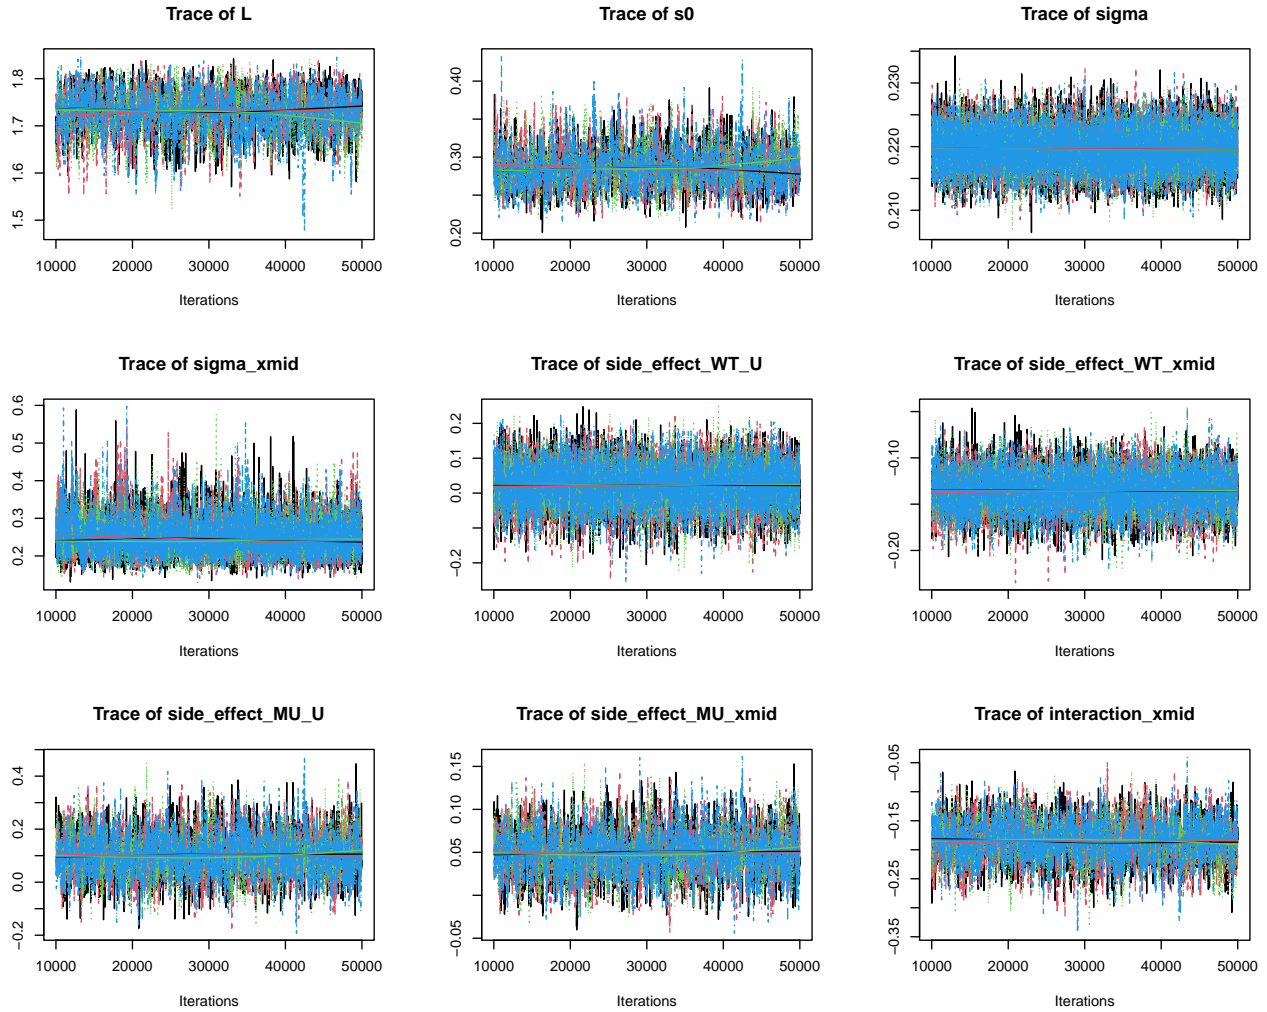 Trace of L
1.8
1.7
1.6
1.5
10000 20000 30000 40000 50000
Iterations
Trace of s0
0.40
0.30
0.20
10000 20000 30000 40000 50000
Iterations
Trace of sigma
0.230
0.220
0.210
10000 20000 30000 40000 50000
Iterations
Trace of sigma_xmid
0.6
0.5
0.4
0.3
0.2
10000 20000 30000 40000 50000
Iterations
Trace of side_effect_WT_U
0.2
0.1
0.0
−0.2
10000 20000 30000 40000 50000
Iterations
Trace of side_effect_WT_xmid
−0.10
−0.20
10000 20000 30000 40000 50000
Iterations
Trace of side_effect_MU_U
0.4
0.2
0.0
−0.2
10000 20000 30000 40000 50000
Iterations
Trace of side_effect_MU_xmid
0.15
0.10
0.05
−0.05
10000 20000 30000 40000 50000
Iterations
Trace of interaction_xmid
−0.05
−0.15
−0.25
−0.35
10000 20000 30000 40000 50000
Iterations